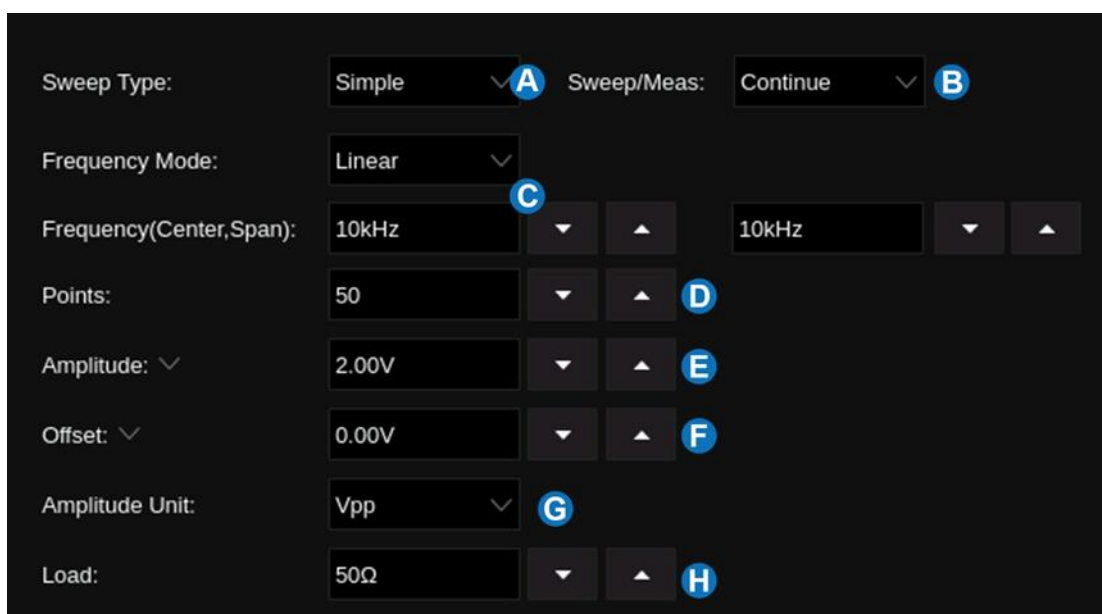 Sweep Type: Simple A Sweep/Meas: Continue B
Frequency Mode: Linear
C
Frequency(Center,Span): 10kHz 10kHz
Points: 50 D
Amplitude: 2.00V E
Offset: 0.00V F
Amplitude Unit: Vpp G
Load: 50Ω H